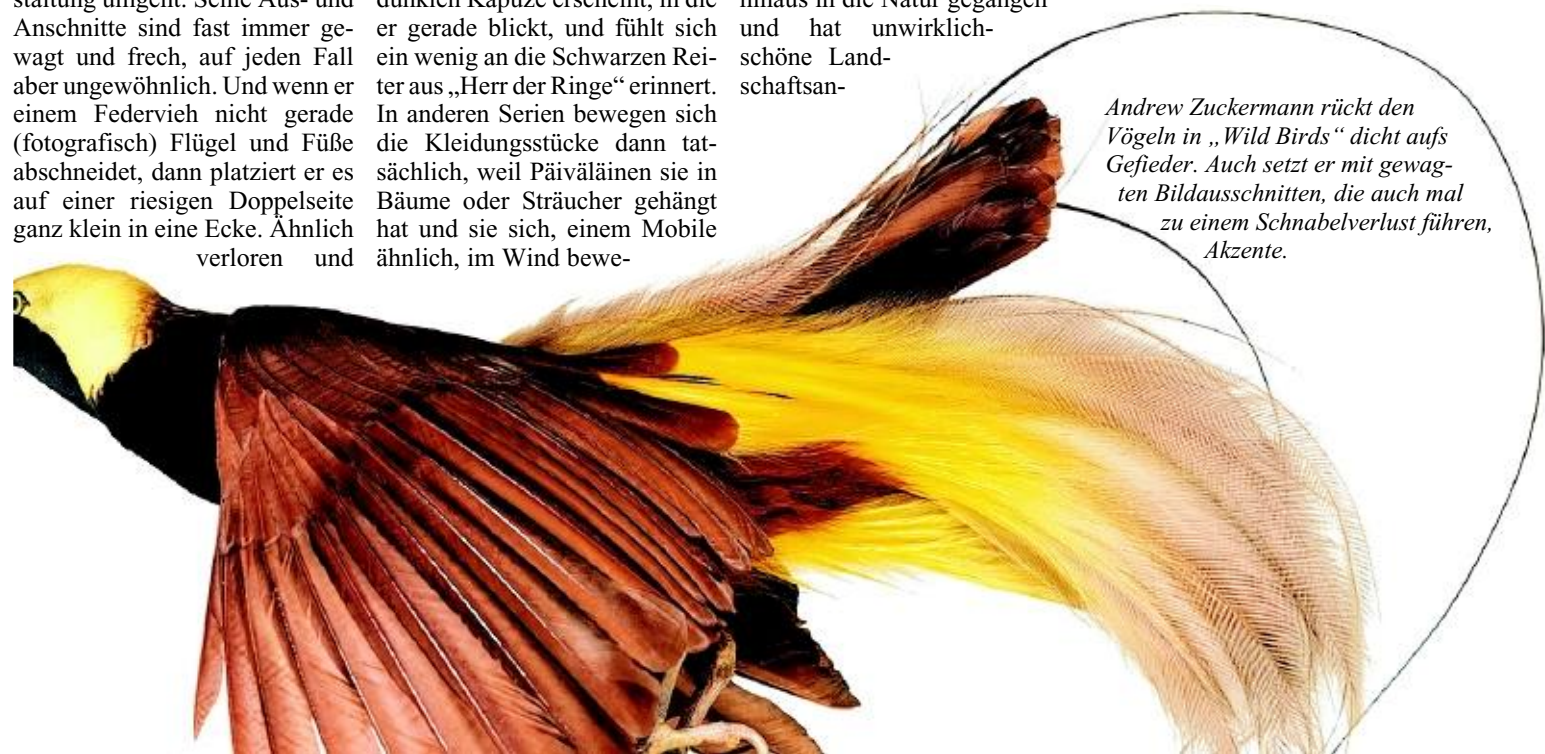 staltung umgeht. Seine Aus- und
Anschnitte sind fast immer ge-
wagt und frech, auf jeden Fall
aber ungewöhnlich. Und wenn er
einem Federvieh nicht gerade
(fotografisch) Flügel und Füße
abschneidet, dann platziert er es
auf einer riesigen Doppelseite
ganz klein in eine Ecke. Ähnlich
verloren und
dunklen Kapuze erscheint, in die
er gerade blickt, und fühlt sich
ein wenig an die Schwarzen Rei-
ter aus „Herr der Ringe“ erinnert.
In anderen Serien bewegen sich
die Kleidungsstücke dann tat-
sächlich, weil Päiväläinen sie in
Bäume oder Sträucher gehängt
hat und sie sich, einem Mobile
ähnlich, im Wind bewe-
hinaus in die Natur gegangen
und hat unwirklich-
schöne Land-
schaftsan-
Andrew Zuckermann rückt den
Vögeln in „Wild Birds“ dicht aufs
Gefieder. Auch setzt er mit gewag-
ten Bildausschnitten, die auch mal
zu einem Schnabelverlust führen,
Akzente.